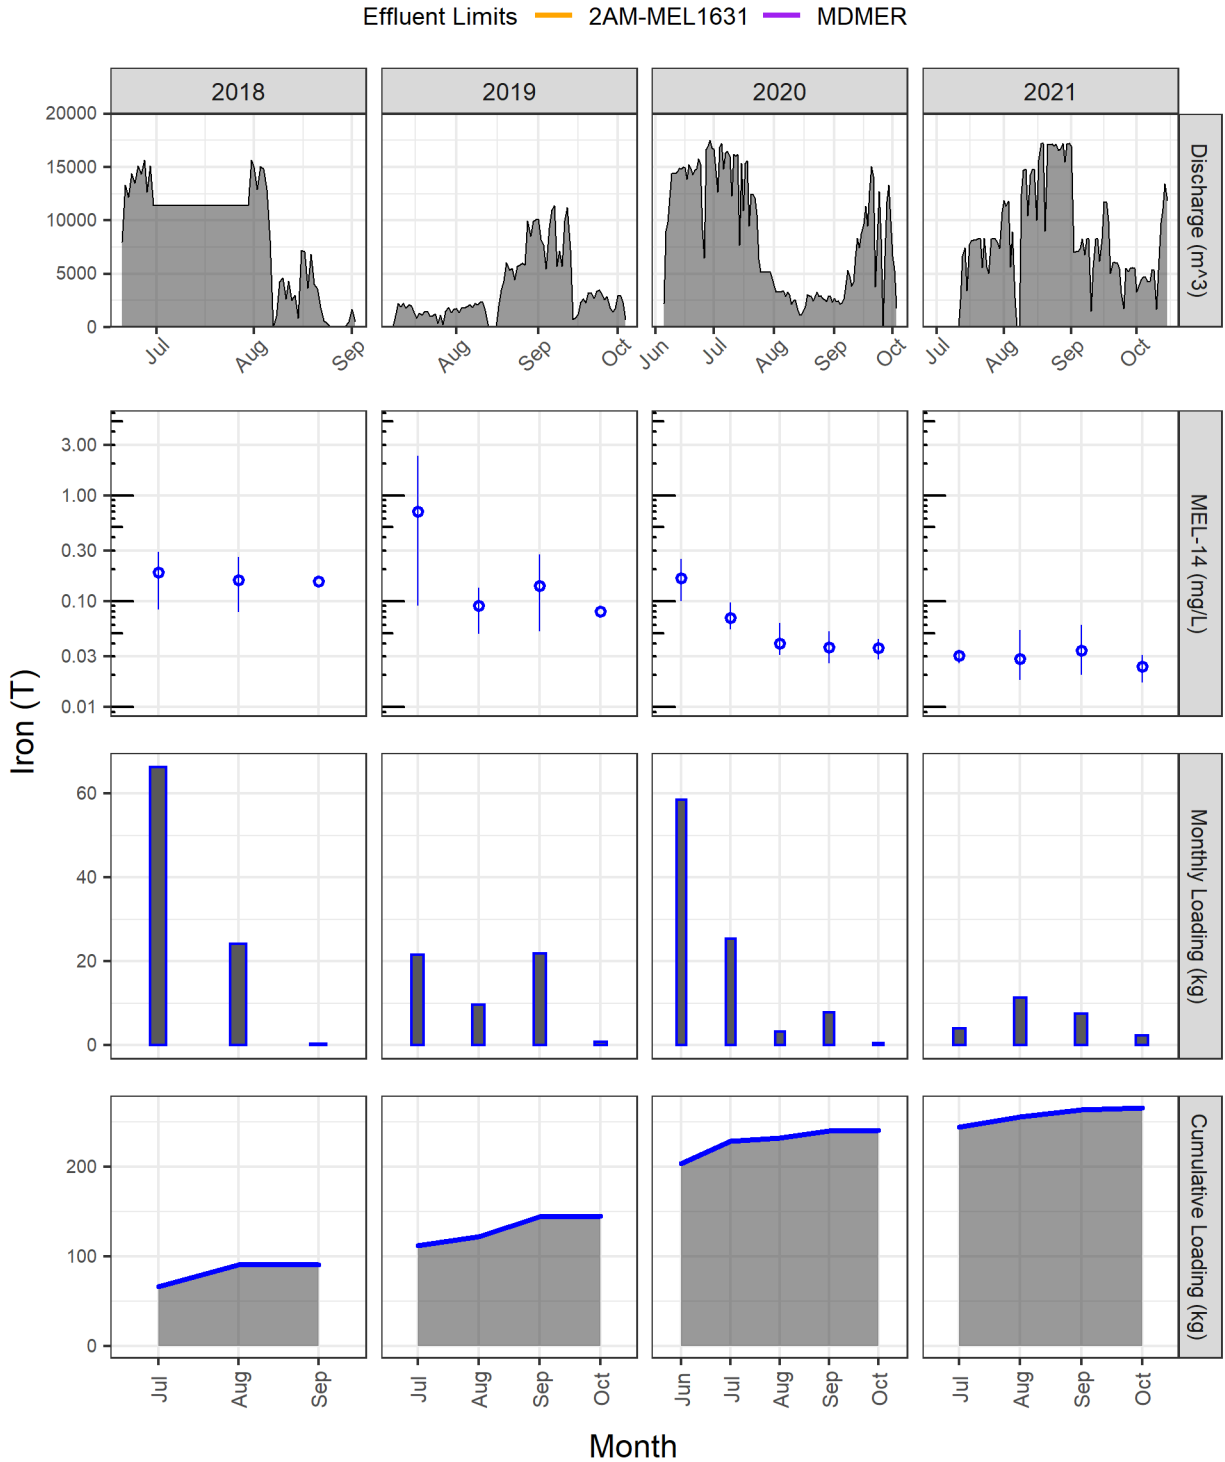 Effluent Limits 2AM-MEL1631 MDMER
2018 2019 2020 2021
20000
15000
10000
5000
0
Discharge (m^3)
Jul Aug Sep Aug Sep Oct Jun Jul Aug Sep Oct Jul Aug Sep Oct
3.00
1.00
0.30
0.10
0.03
0.01
MEL-14 (mg/L)
Iron (T)
60
40
20
0
Monthly Loading (kg)
200
100
0
Cumulative Loading (kg)
Jul Aug Sep Jul Aug Sep Oct Jun Jul Aug Sep Oct Jul Aug Sep Oct
Month